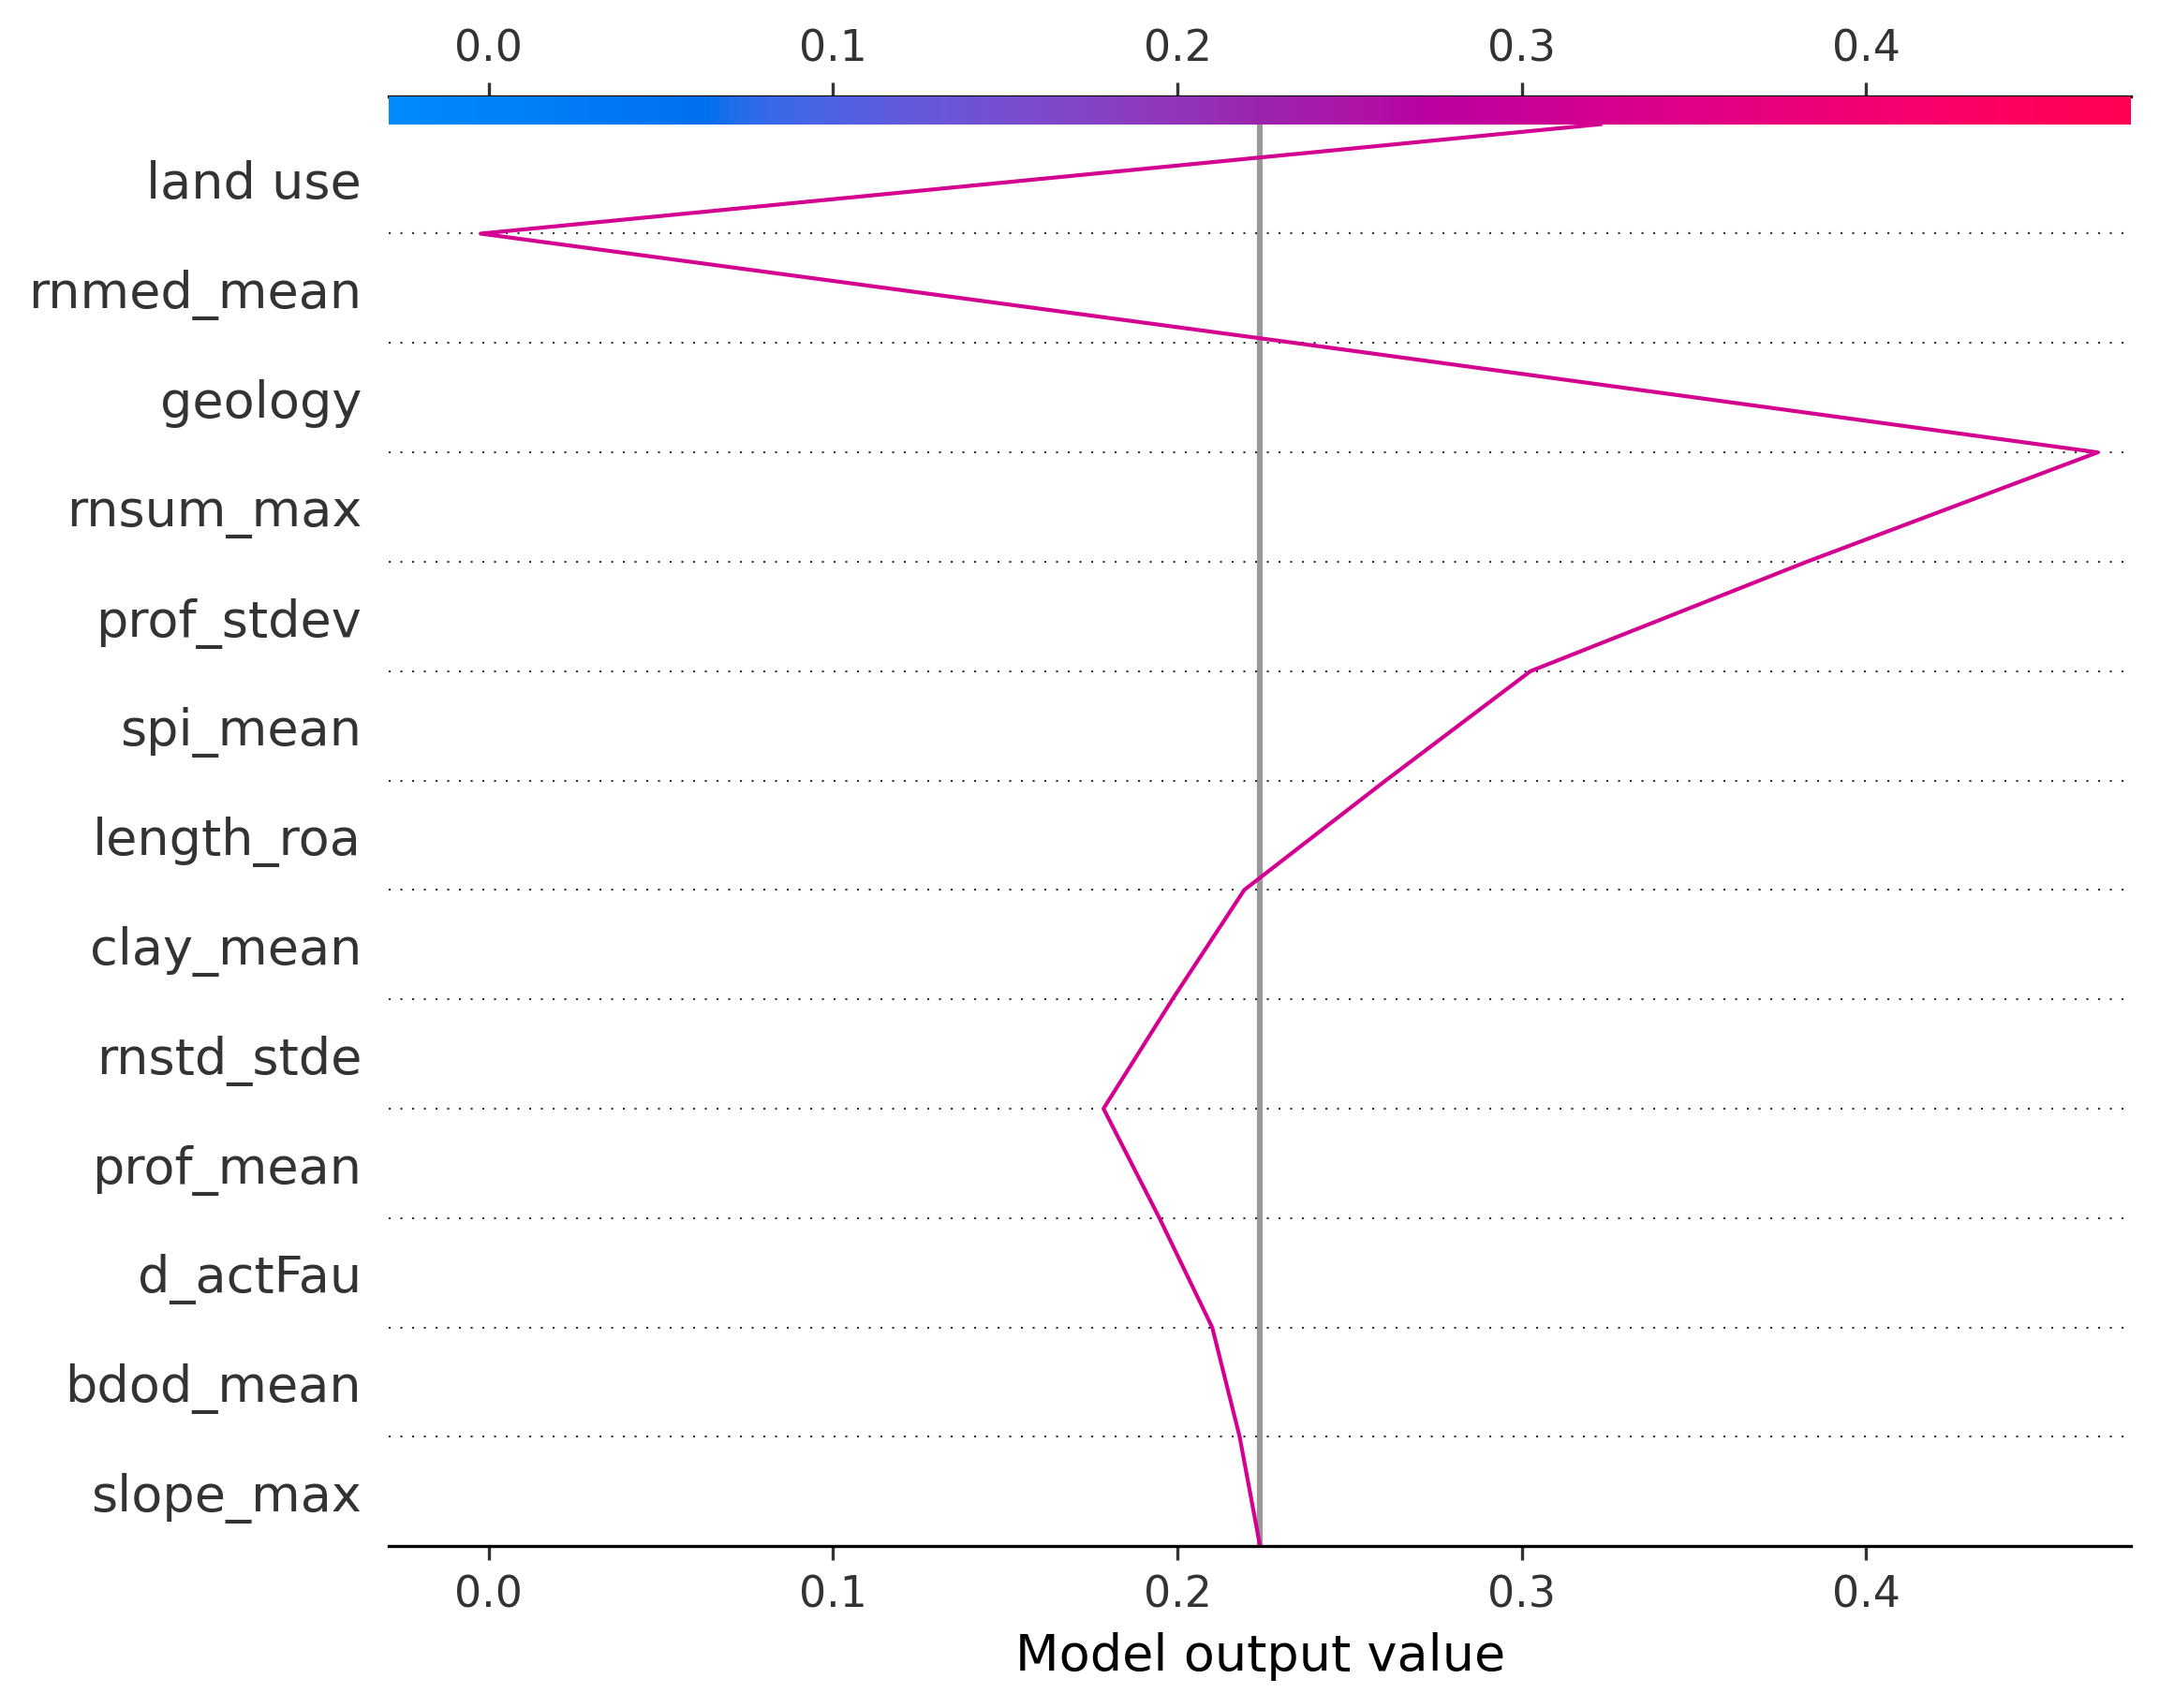 0.0 0.1 0.2 0.3 0.4
land use
rnmed_mean
geology
rnsum_max
prof_stdev
spi_mean
length_roa
clay_mean
rnstd_stde
prof_mean
d_actFau
bdod_mean
slope_max
0.0 0.1 0.2 0.3 0.4
Model output value